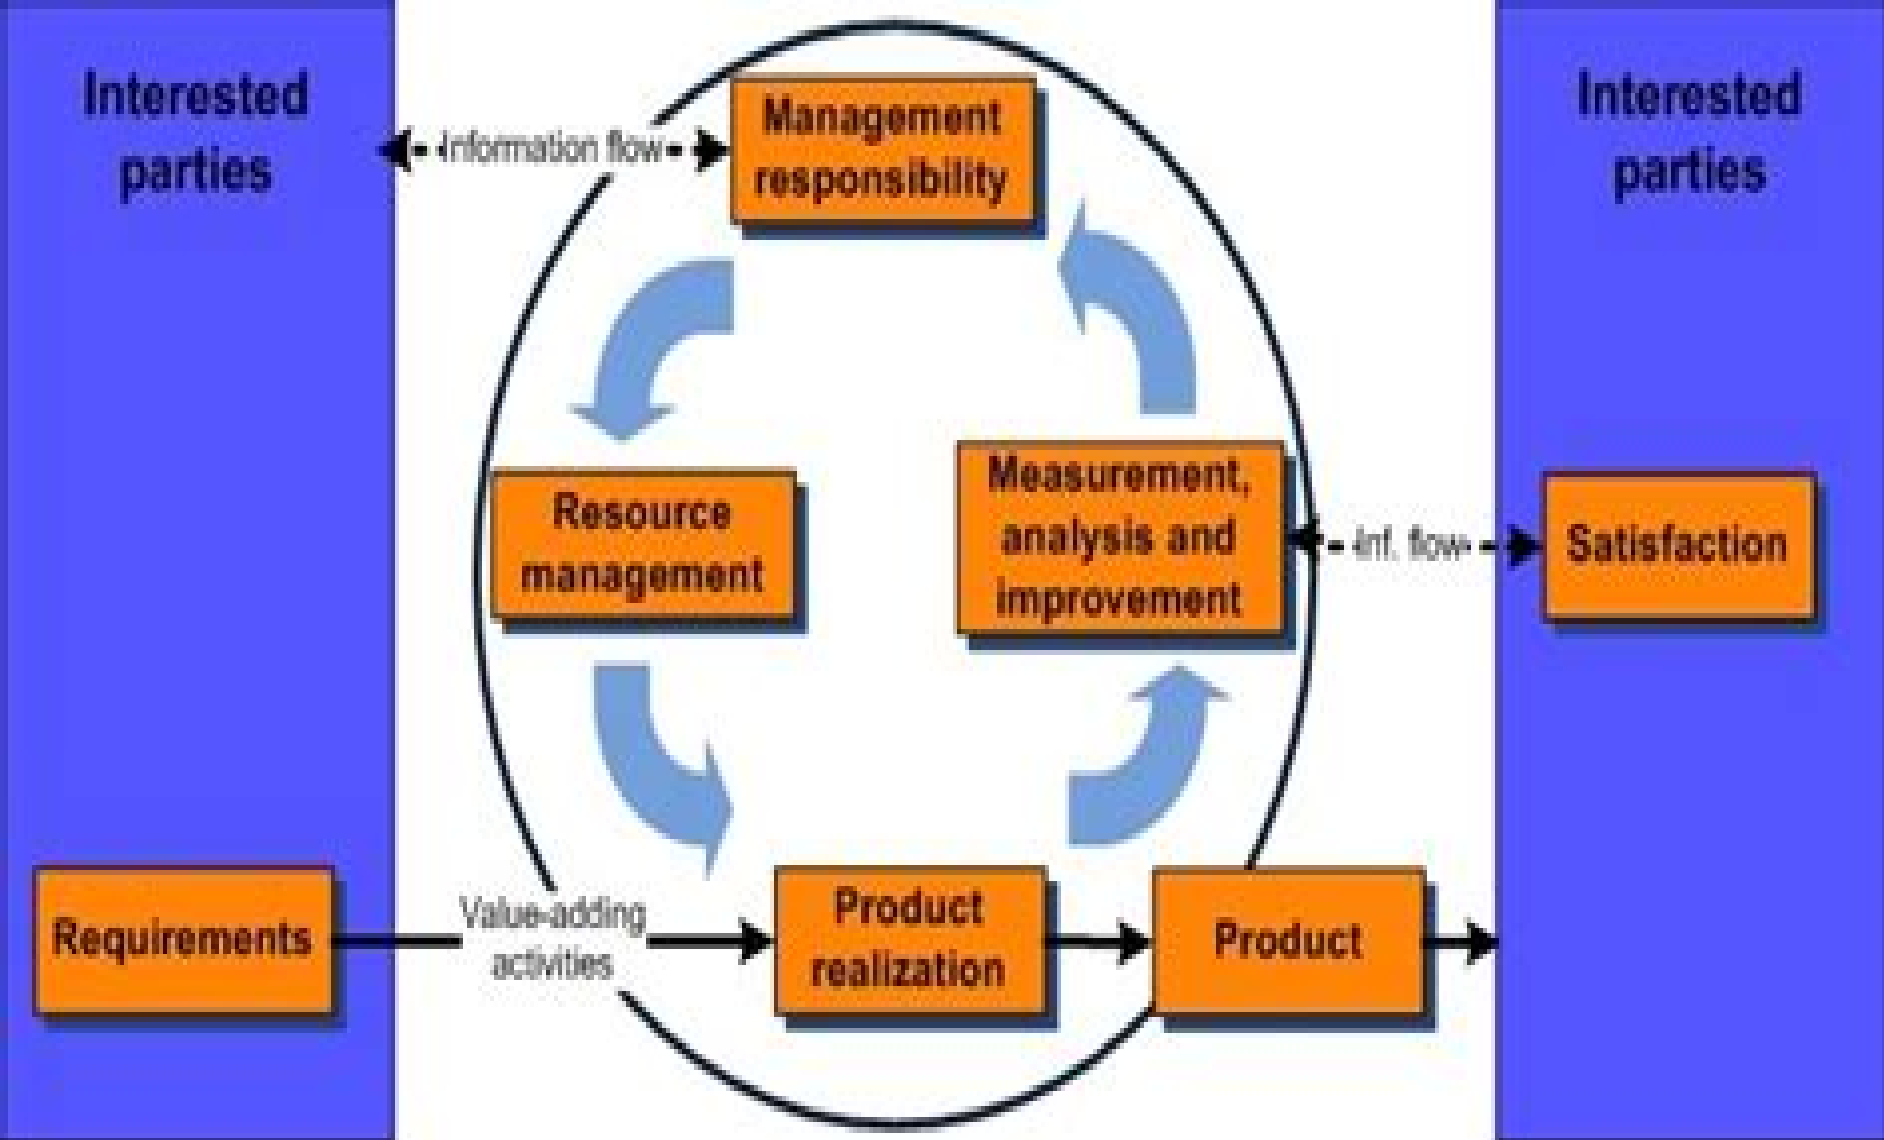 Interested
parties
Information flow
Management
responsibility
Interested
parties
Resource
management
Measurement,
analysis and
improvement
Inf. flow
Satisfaction
Requirements
Value-adding
activities
Product
realization
Product